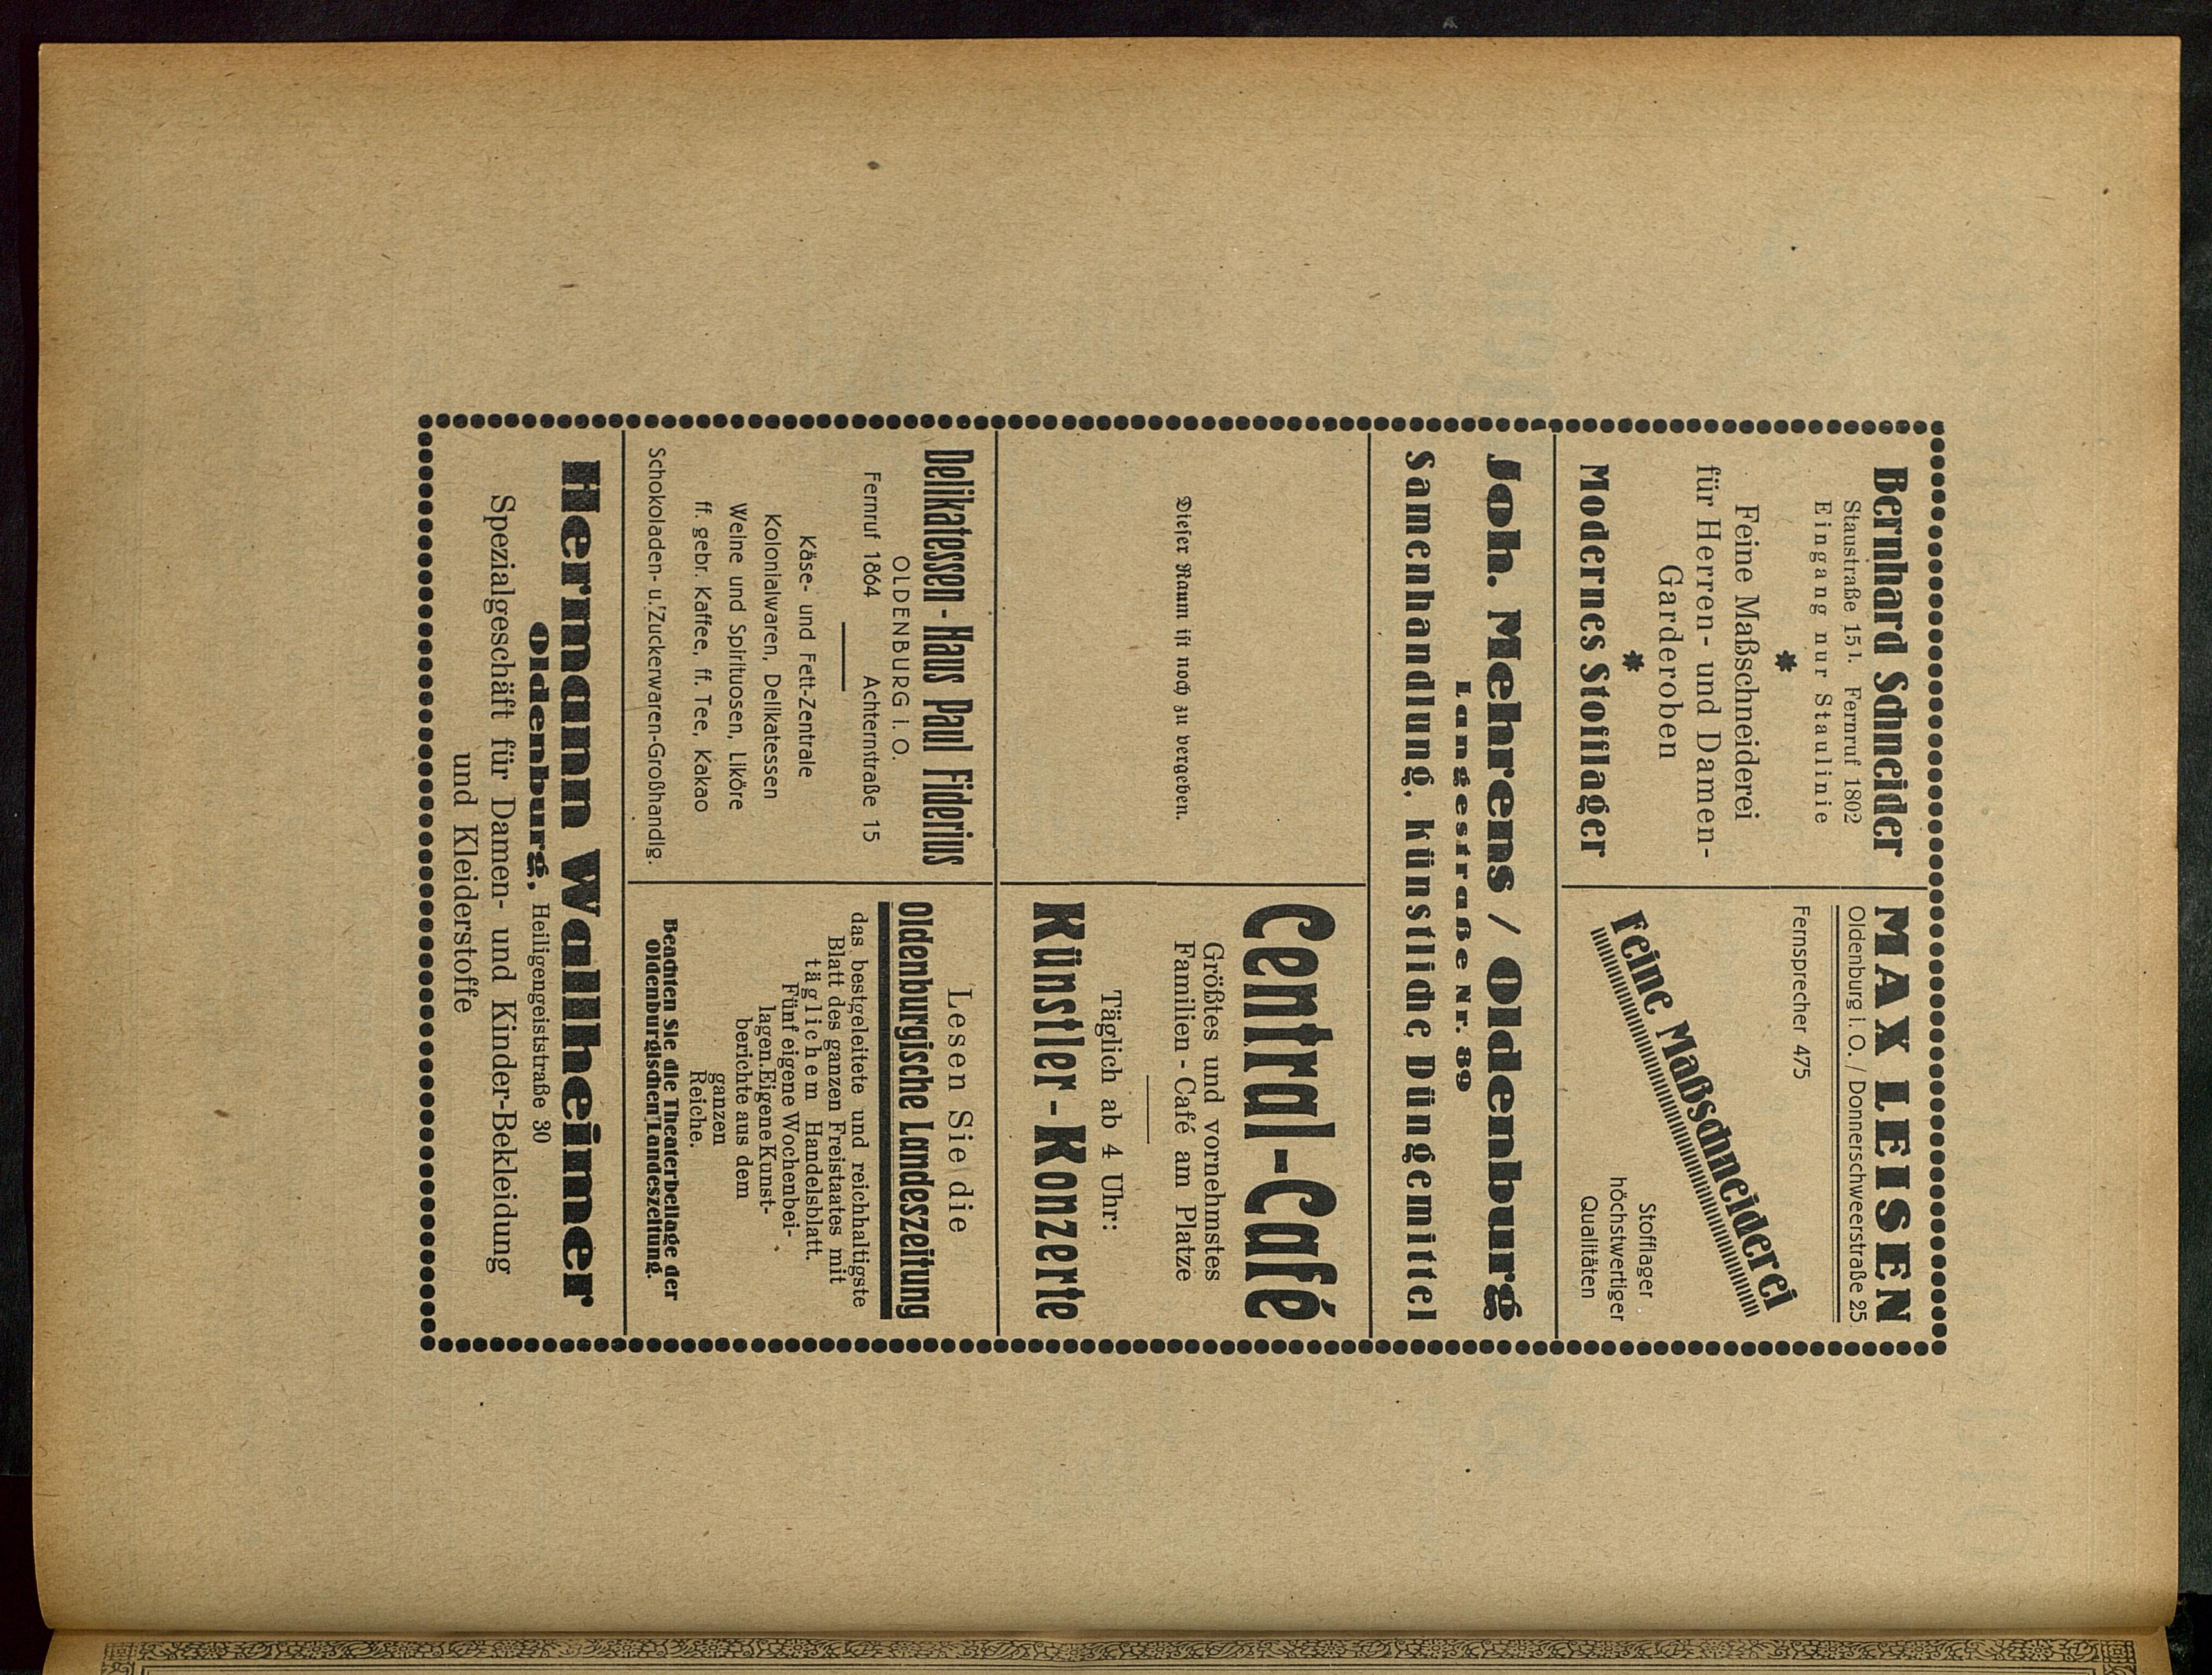 Bernhard Schneider
Staustraße 15 I. Fernruf 1802
Eingang nur Staulinie
*
Feine Maßschneiderei
für Herren- und Damen-
Garderoben
*
Modernes Stofflager
MAX LEISEN
Oldenburg i. O. / Donnerschweerstraße 25
Fernsprecher 475
Feine Maßschneiderei
Stofflager
höchstwertiger
Qualitäten
Joh. Mehrens / Oldenburg
Langestraße Nr. 89
Samenhandlung, künstliche Düngemittel
Dieser Raum ist noch zu vergeben.
Central-Café
Größtes und vornehmstes
Familien-Café am Platze
Täglich ab 4 Uhr:
Künstler-Konzerte
Delikatessen-Haus Paul Fiderius
OLDENBURG i. O.
Fernruf 1864 Achternstraße 15
Käse- und Fett-Zentrale
Kolonialwaren, Delikatessen
Weine und Spirituosen, Liköre
ff. gebr. Kaffee, ff. Tee, Kakao
Schokoladen- u. Zuckerwaren-Großhandlg.
Lesen Sie die
Oldenburgische Landeszeitung
das bestgeleitete und reichhaltigste
Blatt des ganzen Freistaates mit
täglichem Handelsblatt.
Fünf eigene Wochenbei-
lagen. Eigene Kunst-
berichte aus dem
ganzen
Reiche.
Beachten Sie die Theaterbeilage der
Oldenburgischen Landeszeitung.
Hermann Wallheimer
Oldenburg, Heiligengeiststraße 30
Spezialgeschäft für Damen- und Kinder-Bekleidung
und Kleiderstoffe